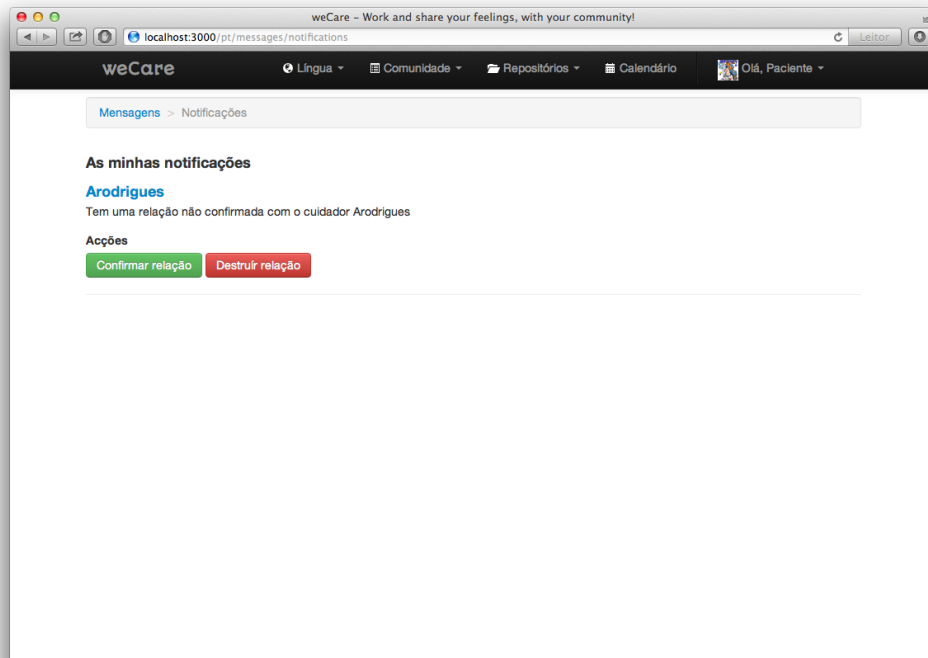 weCare – Work and share your feelings, with your community!
localhost:3000/pt/messages/notifications Leitor
weCare Língua Comunidade Repositórios Calendário Olá, Paciente
Mensagens > Notificações
As minhas notificações
Arodrigues
Tem uma relação não confirmada com o cuidador Arodrigues
Acções
Confirmar relação Destruír relação